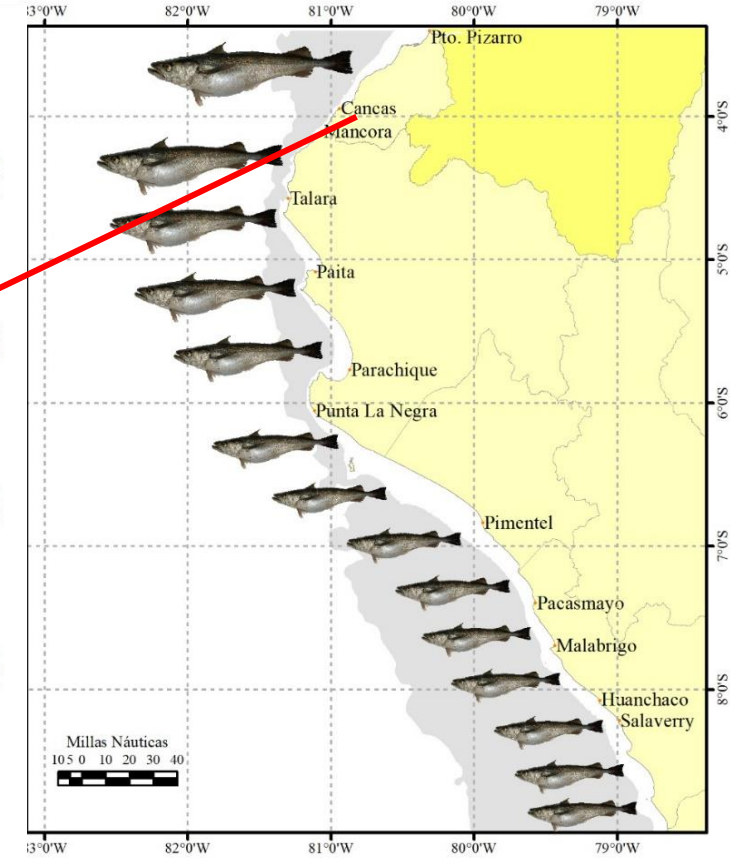 3°0'W 82°0'W 81°0'W 80°0'W 79°0'W
Pto. Pizarro
Cancas
4°0'S
Mancora
Talara
5°0'S
Paita
Parachique
6°0'S
Punta La Negra
Pimentel
7°0'S
Pacasmayo
Malabrigo
8°0'S
Huanchaco
Salaverry
Millas Náuticas
10 5 0 10 20 30 40
3°0'W 82°0'W 81°0'W 80°0'W 79°0'W